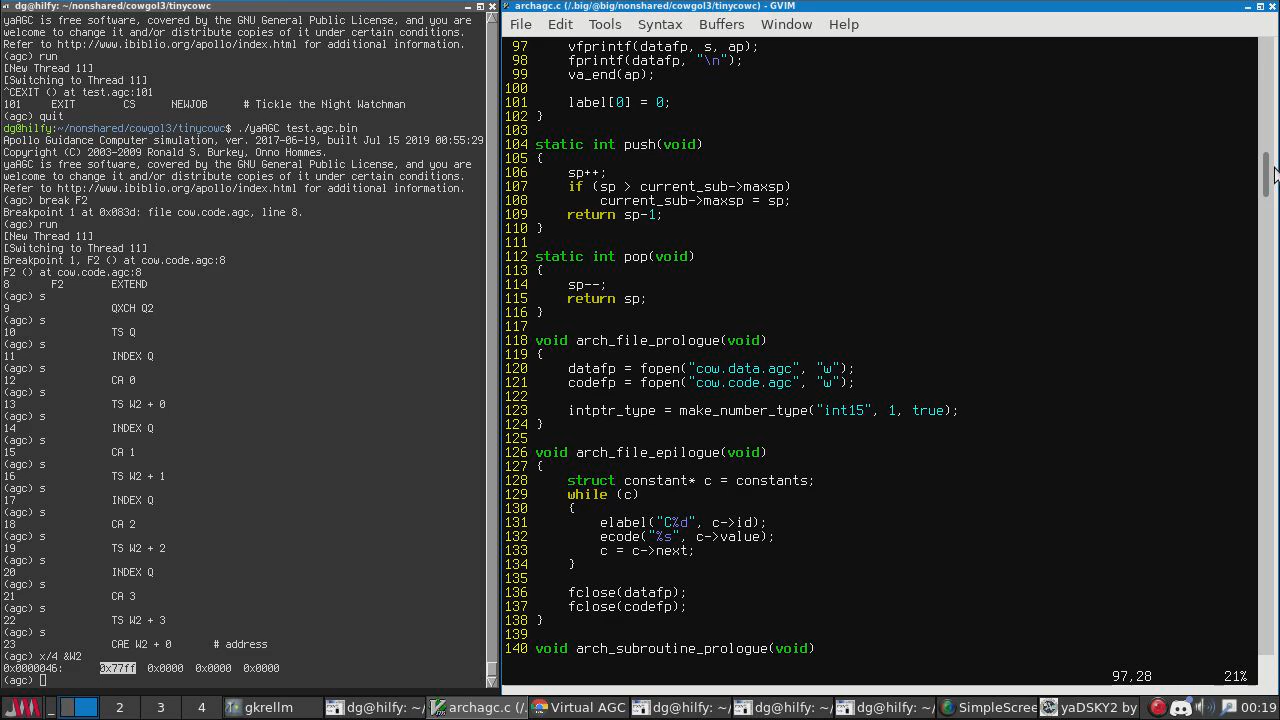 dg@hilfy: ~/nonshared/cowgol3/tinycowc
yaAGC is free software, covered by the GNU General Public License, and you are
welcome to change it and/or distribute copies of it under certain conditions.
Refer to http://www.ibiblio.org/apollo/index.html for additional information.
(agc) run
[New Thread 11]
[Switching to Thread 11]
^CEXIT () at test.agc:101
101 EXIT CS NEWJOB # Tickle the Night Watchman
(agc) quit
dg@hilfy:~/nonshared/cowgol3/tinycowc$ ./yaAGC test.agc.bin
Apollo Guidance Computer simulation, ver. 2017-06-19, built Jul 15 2019 00:55:29
Copyright (C) 2003-2009 Ronald S. Burkey, Onno Hommes.
yaAGC is free software, covered by the GNU General Public License, and you are
welcome to change it and/or distribute copies of it under certain conditions.
Refer to http://www.ibiblio.org/apollo/index.html for additional information.
(agc) break F2
Breakpoint 1 at 0x083d: file cow.code.agc, line 8.
(agc) run
[New Thread 11]
[Switching to Thread 11]
Breakpoint 1, F2 () at cow.code.agc:8
F2 () at cow.code.agc:8
8 F2 EXTEND
(agc) s
9 QXCH Q2
(agc) s
10 TS Q
(agc) s
11 INDEX Q
(agc) s
12 CA 0
(agc) s
13 TS W2 + 0
(agc) s
14 INDEX Q
(agc) s
15 CA 1
(agc) s
16 TS W2 + 1
(agc) s
17 INDEX Q
(agc) s
18 CA 2
(agc) s
19 TS W2 + 2
(agc) s
20 INDEX Q
(agc) s
21 CA 3
(agc) s
22 TS W2 + 3
(agc) s
23 CAE W2 + 0 # address
(agc) x/4 &W2
0x0000046: 0x77ff 0x0000 0x0000 0x0000
(agc)
archagc.c (/.big/@big/nonshared/cowgol3/tinycowc) - GVIM
File Edit Tools Syntax Buffers Window Help
97 vfprintf(datafp, s, ap);
98 fprintf(datafp, "\n");
99 va_end(ap);
100
101 label[0] = 0;
102 }
103
104 static int push(void)
105 {
106 sp++;
107 if (sp > current_sub->maxsp)
108 current_sub->maxsp = sp;
109 return sp-1;
110 }
111
112 static int pop(void)
113 {
114 sp--;
115 return sp;
116 }
117
118 void arch_file_prologue(void)
119 {
120 datafp = fopen("cow.data.agc", "w");
121 codefp = fopen("cow.code.agc", "w");
122
123 intptr_type = make_number_type("int15", 1, true);
124 }
125
126 void arch_file_epilogue(void)
127 {
128 struct constant* c = constants;
129 while (c)
130 {
131 elabel("C%d", c->id);
132 ecode("%s", c->value);
133 c = c->next;
134 }
135
136 fclose(datafp);
137 fclose(codefp);
138 }
139
140 void arch_subroutine_prologue(void)
97,28 21%
2 3 4 gkrellm dg@hilfy: ~/ archagc.c (/. Virtual AGC dg@hilfy: ~/ dg@hilfy: ~/ dg@hilfy: ~/ SimpleScree yaDSKY2 by 00:19